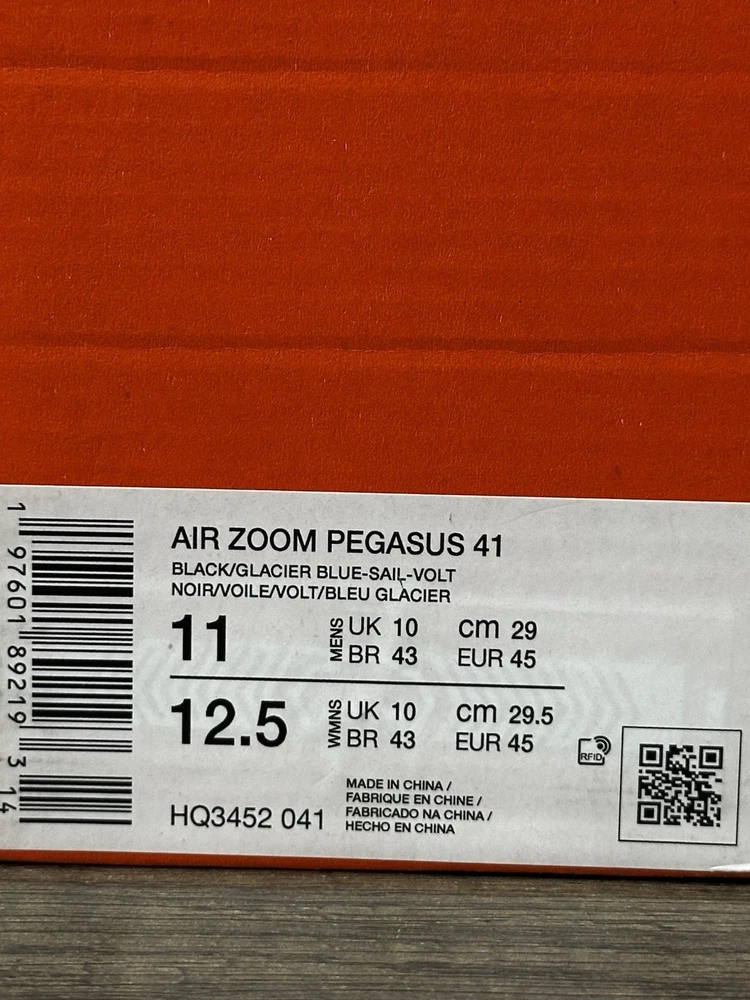 AIR ZOOM PEGASUS 41
BLACK/GLACIER BLUE-SAIL-VOLT
NOIR/VOILE/VOLT/BLEU GLACIER
11 MENS UK 10 cm 29
BR 43 EUR 45
12.5 WMNS UK 10 cm 29.5
BR 43 EUR 45
RFID
HQ3452 041
MADE IN CHINA /
FABRIQUE EN CHINE /
FABRICADO NA CHINA /
HECHO EN CHINA
1 97601 89219 3 14